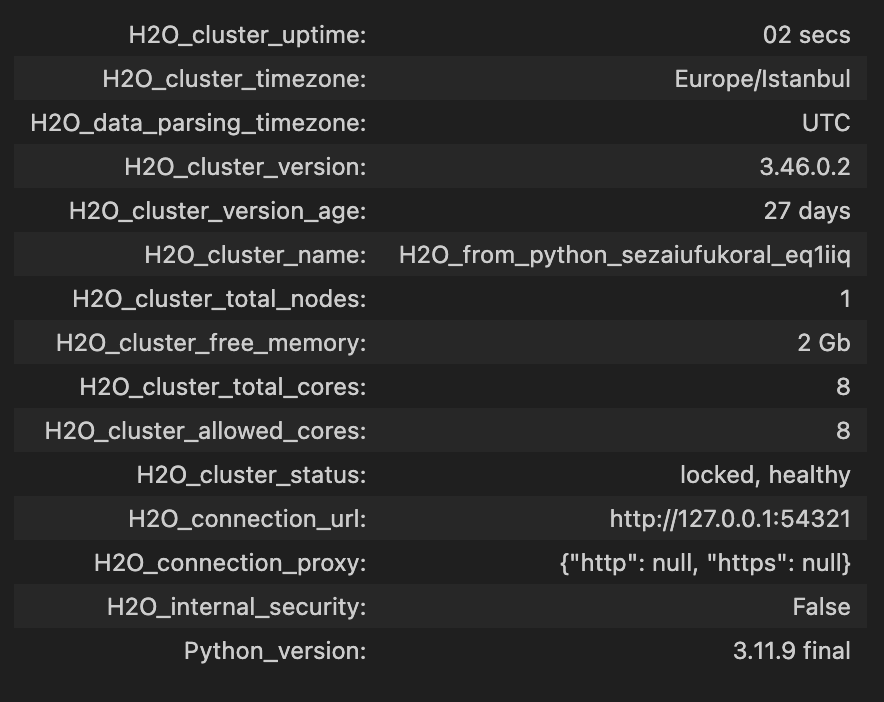 H2O_cluster_uptime: 02 secs
H2O_cluster_timezone: Europe/Istanbul
H2O_data_parsing_timezone: UTC
H2O_cluster_version: 3.46.0.2
H2O_cluster_version_age: 27 days
H2O_cluster_name: H2O_from_python_sezaiufukoral_eq1iiq
H2O_cluster_total_nodes: 1
H2O_cluster_free_memory: 2 Gb
H2O_cluster_total_cores: 8
H2O_cluster_allowed_cores: 8
H2O_cluster_status: locked, healthy
H2O_connection_url: http://127.0.0.1:54321
H2O_connection_proxy: {"http": null, "https": null}
H2O_internal_security: False
Python_version: 3.11.9 final